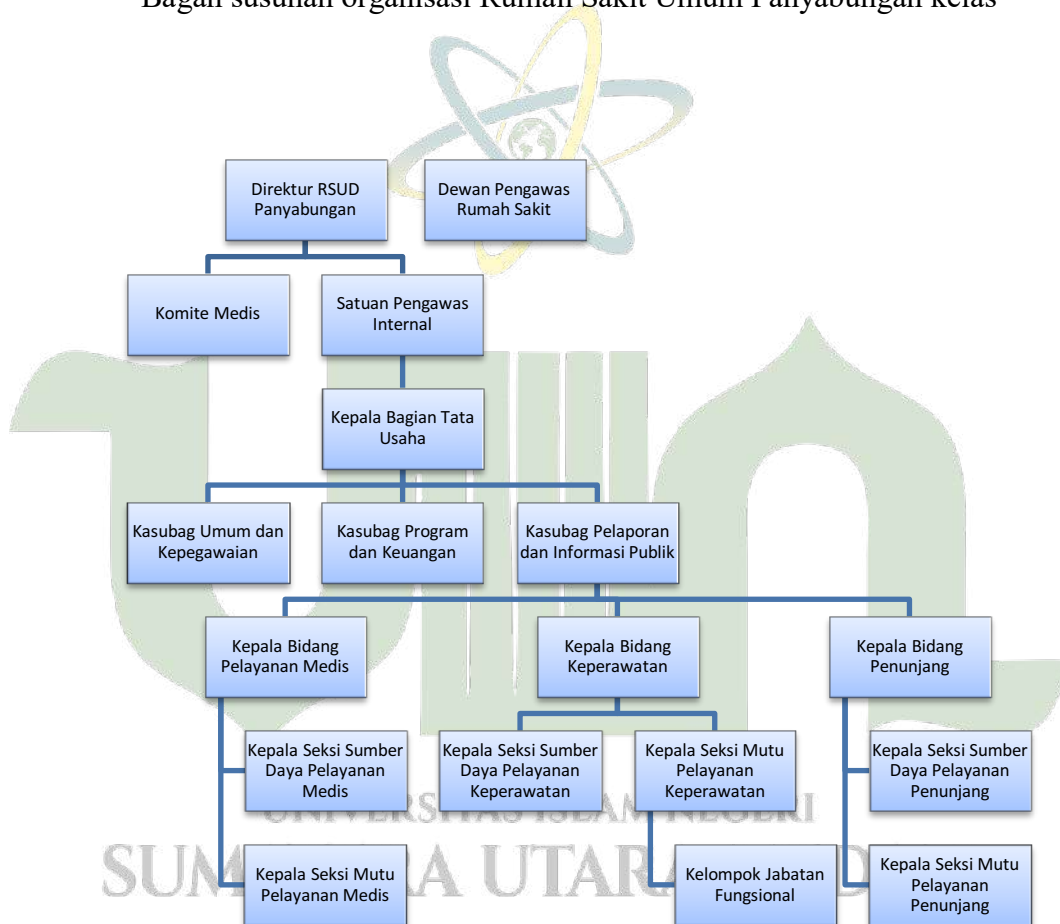 Bagan susunan organisasi Rumah Sakit Umum Panyabungan kelas
Direktur RSUD
Panyabungan
Dewan Pengawas
Rumah Sakit
Komite Medis
Satuan Pengawas
Internal
Kepala Bagian Tata
Usaha
Kasubag Umum dan
Kepegawaian
Kasubag Program
dan Keuangan
Kasubag Pelaporan
dan Informasi Publik
Kepala Bidang
Pelayanan Medis
Kepala Bidang
Keperawatan
Kepala Bidang
Penunjang
Kepala Seksi Sumber
Daya Pelayanan
Medis
Kepala Seksi Sumber
Daya Pelayanan
Keperawatan
Kepala Seksi Mutu
Pelayanan
Keperawatan
Kepala Seksi Sumber
Daya Pelayanan
Penunjang
UNIVERSITAS ISLAM NEGERI
UTARA
Kepala Seksi Mutu
Pelayanan Medis
Kelompok Jabatan
Fungsional
Kepala Seksi Mutu
Pelayanan
Penunjang